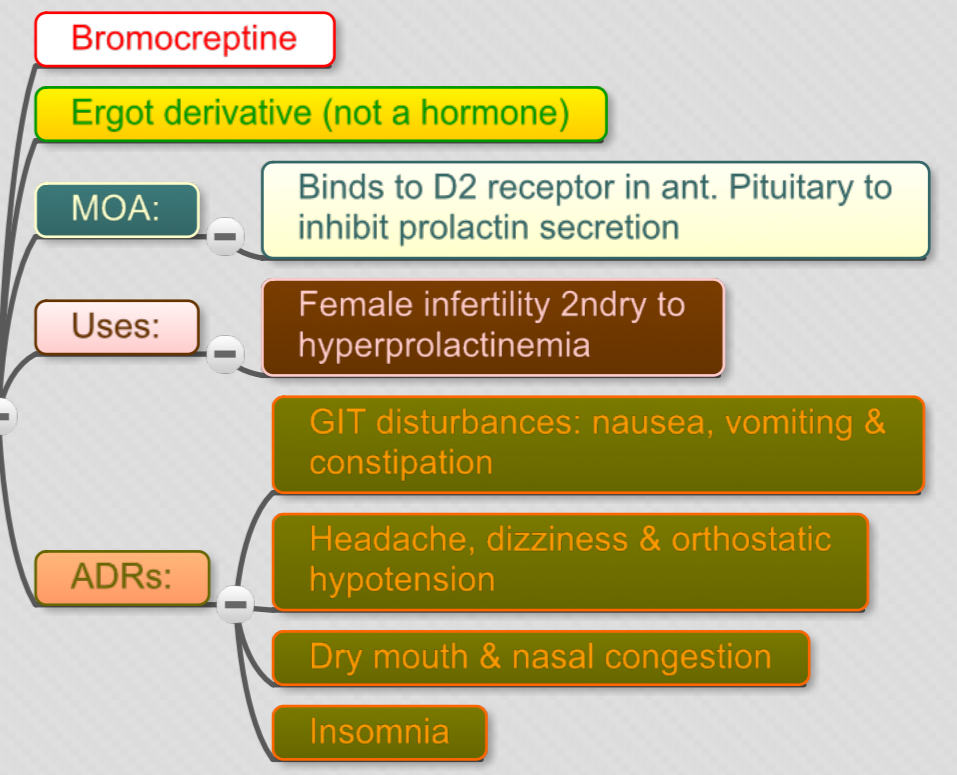 Bromocreptine
Ergot derivative (not a hormone)
MOA:
Binds to D2 receptor in ant. Pituitary to
inhibit prolactin secretion
Uses:
Female infertility 2ndry to
hyperprolactinemia
ADRs:
GIT disturbances: nausea, vomiting &
constipation
Headache, dizziness & orthostatic
hypotension
Dry mouth & nasal congestion
Insomnia